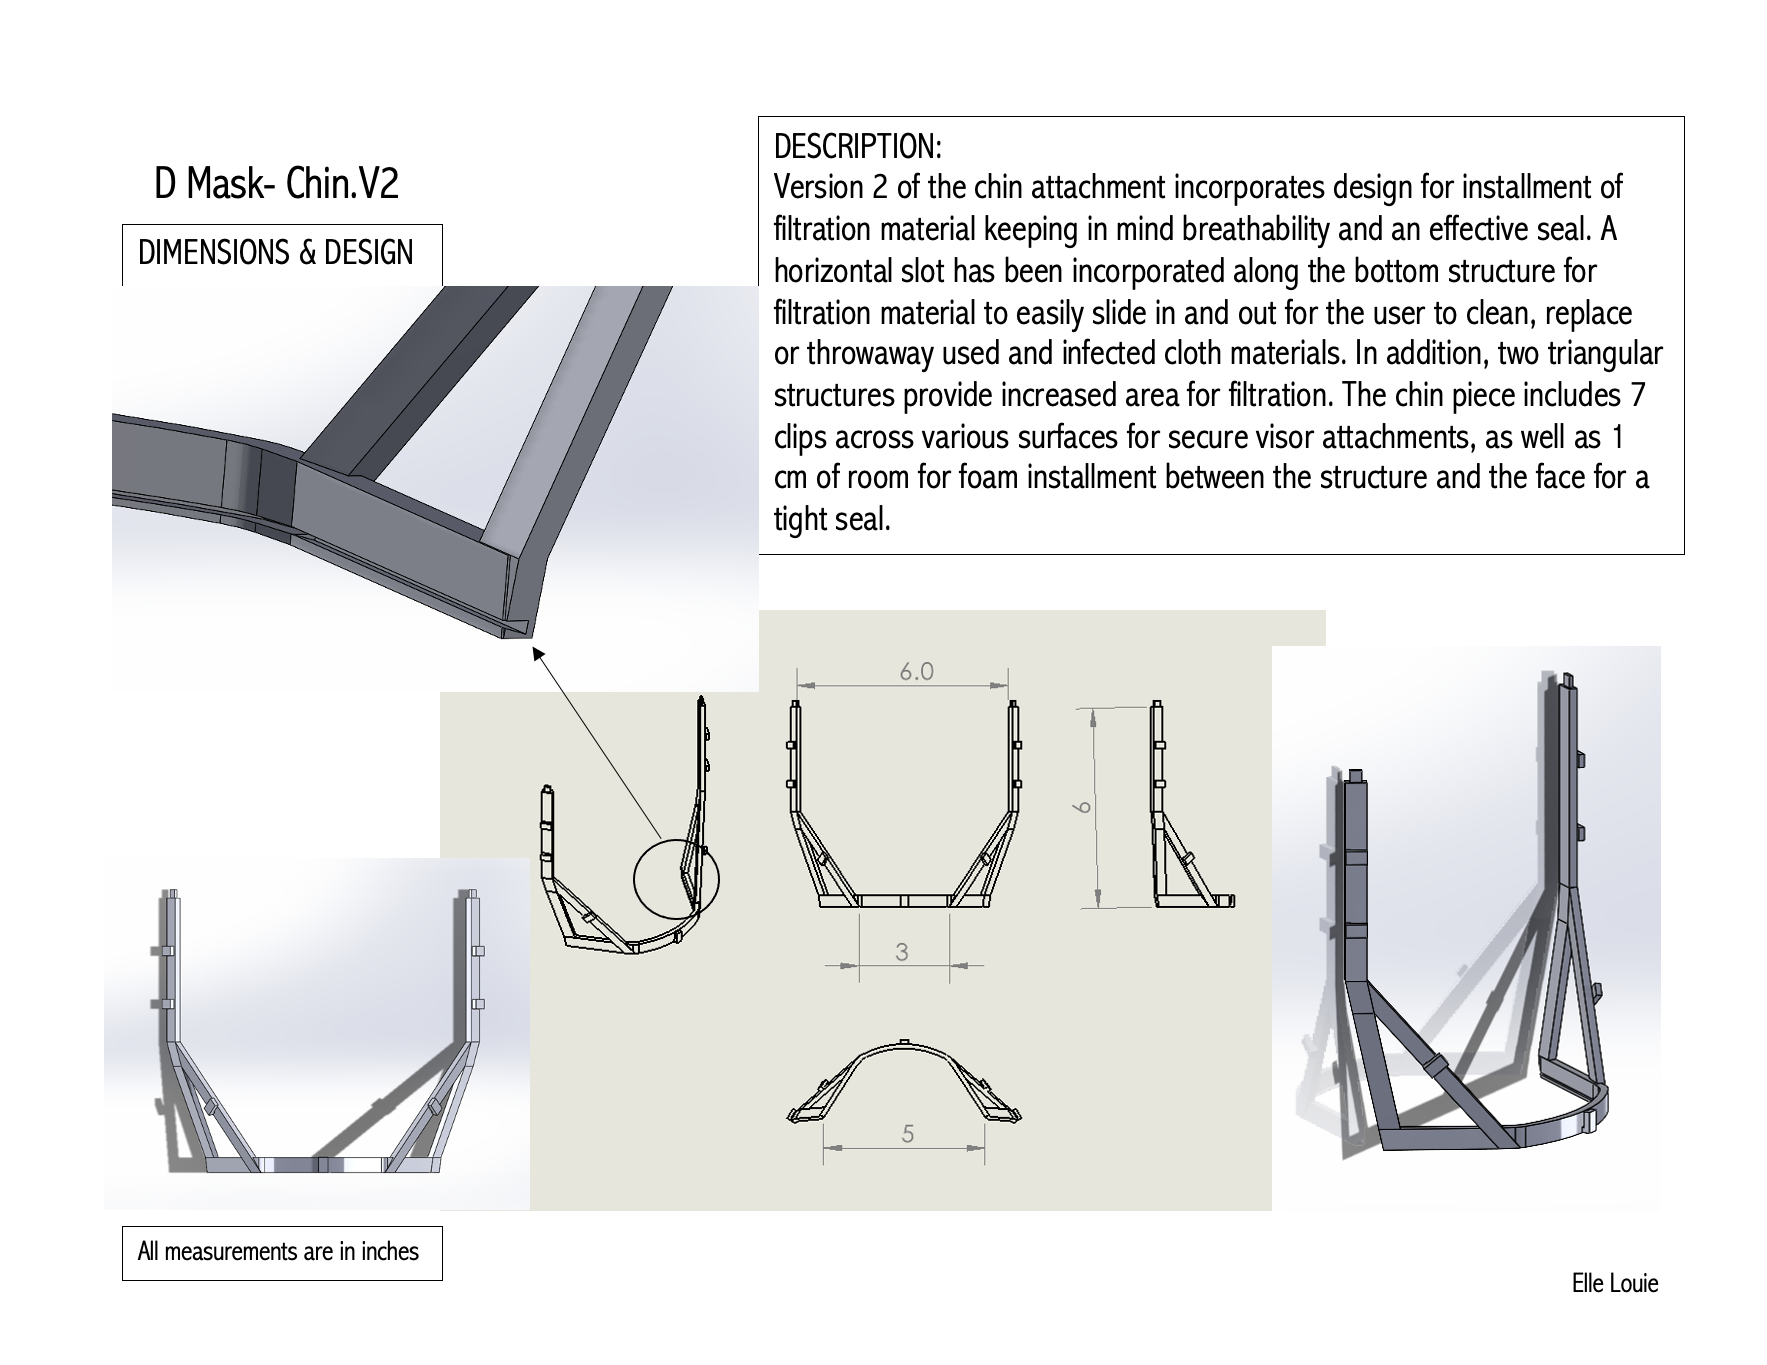 D Mask- Chin.V2
DIMENSIONS & DESIGN
DESCRIPTION:
Version 2 of the chin attachment incorporates design for installment of
filtration material keeping in mind breathability and an effective seal. A
horizontal slot has been incorporated along the bottom structure for
filtration material to easily slide in and out for the user to clean, replace
or throwaway used and infected cloth materials. In addition, two triangular
structures provide increased area for filtration. The chin piece includes 7
clips across various surfaces for secure visor attachments, as well as 1
cm of room for foam installment between the structure and the face for a
tight seal.
6.0
6
3
5
All measurements are in inches
Elle Louie